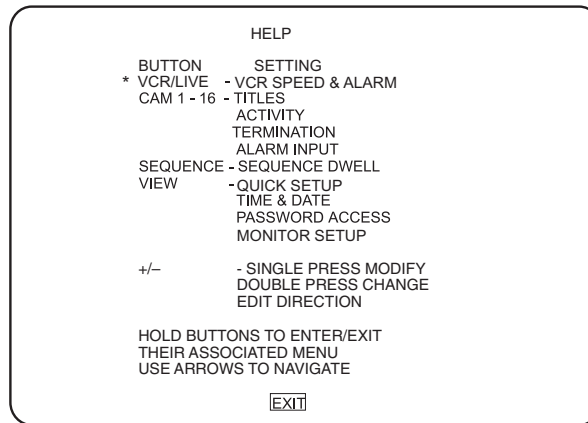 HELP
BUTTON SETTING
* VCR/LIVE - VCR SPEED & ALARM
CAM 1 - 16 - TITLES
ACTIVITY
TERMINATION
ALARM INPUT
SEQUENCE - SEQUENCE DWELL
VIEW - QUICK SETUP
TIME & DATE
PASSWORD ACCESS
MONITOR SETUP
+/– - SINGLE PRESS MODIFY
DOUBLE PRESS CHANGE
EDIT DIRECTION
HOLD BUTTONS TO ENTER/EXIT
THEIR ASSOCIATED MENU
USE ARROWS TO NAVIGATE
EXIT